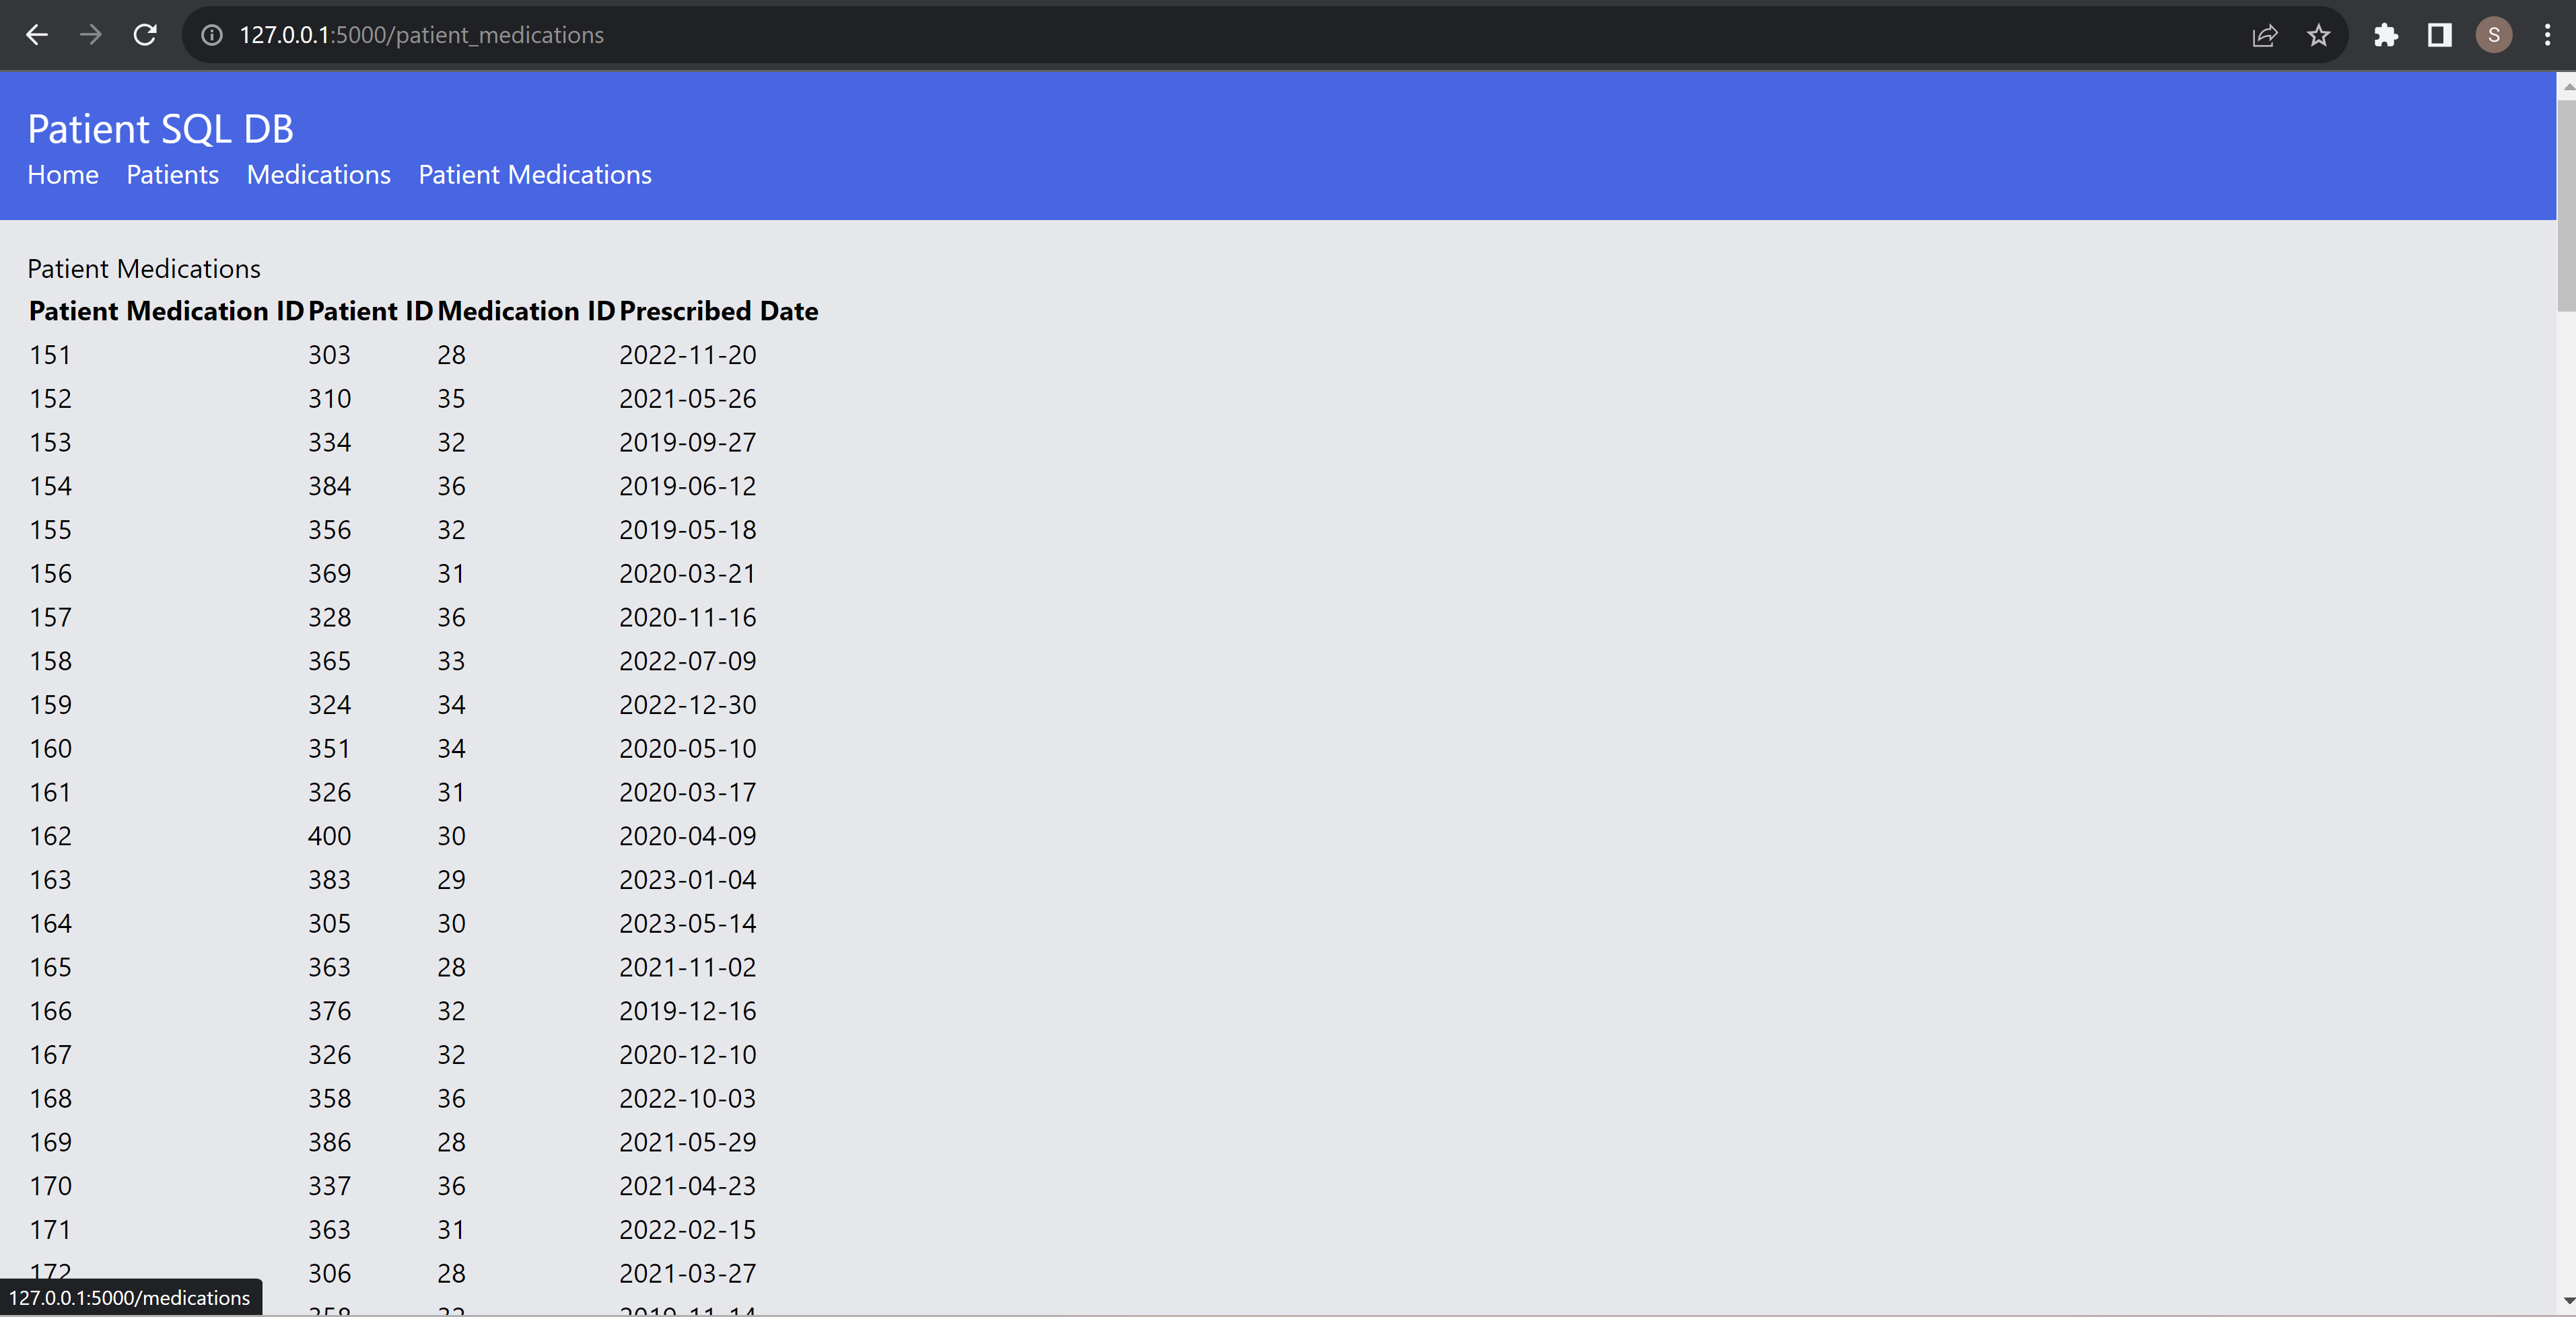 127.0.0.1:5000/patient_medications
S
Patient SQL DB
Home Patients Medications Patient Medications
Patient Medications
Patient Medication ID Patient ID Medication ID Prescribed Date
151 303 28 2022-11-20
152 310 35 2021-05-26
153 334 32 2019-09-27
154 384 36 2019-06-12
155 356 32 2019-05-18
156 369 31 2020-03-21
157 328 36 2020-11-16
158 365 33 2022-07-09
159 324 34 2022-12-30
160 351 34 2020-05-10
161 326 31 2020-03-17
162 400 30 2020-04-09
163 383 29 2023-01-04
164 305 30 2023-05-14
165 363 28 2021-11-02
166 376 32 2019-12-16
167 326 32 2020-12-10
168 358 36 2022-10-03
169 386 28 2021-05-29
170 337 36 2021-04-23
171 363 31 2022-02-15
172 306 28 2021-03-27
127.0.0.1:5000/medications